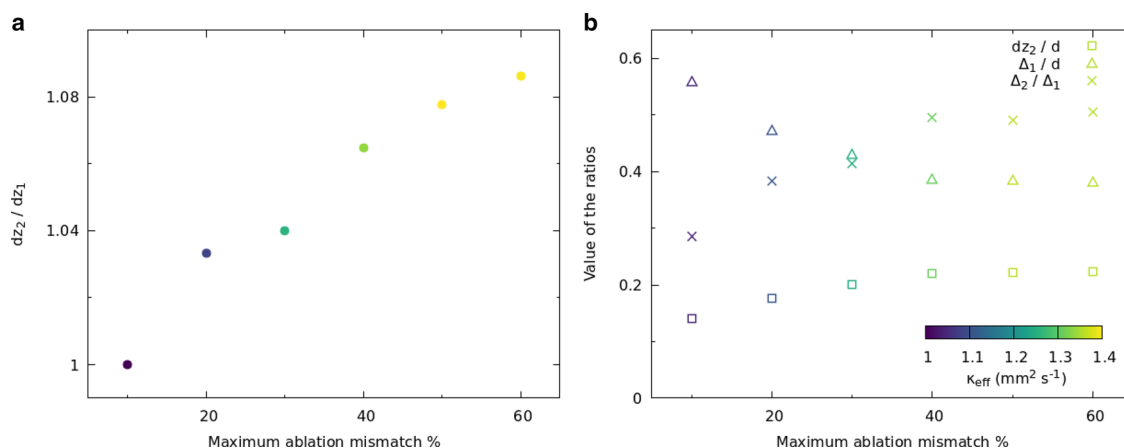 a
1.08
1.04
1
dz₂ / dz₁
20
40
60
Maximum ablation mismatch %
b
0.6
0.4
0.2
0
Value of the ratios
dz₂ / d
Δ₁ / d
Δ₂ / Δ₁
1
1.1
1.2
1.3
1.4
κeff (mm² s⁻¹)
20
40
60
Maximum ablation mismatch %